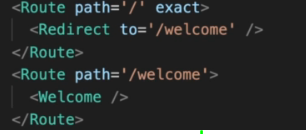 <Route path='/' exact>
<Redirect to='/welcome' />
</Route>
<Route path='/welcome'>
<Welcome />
</Route>